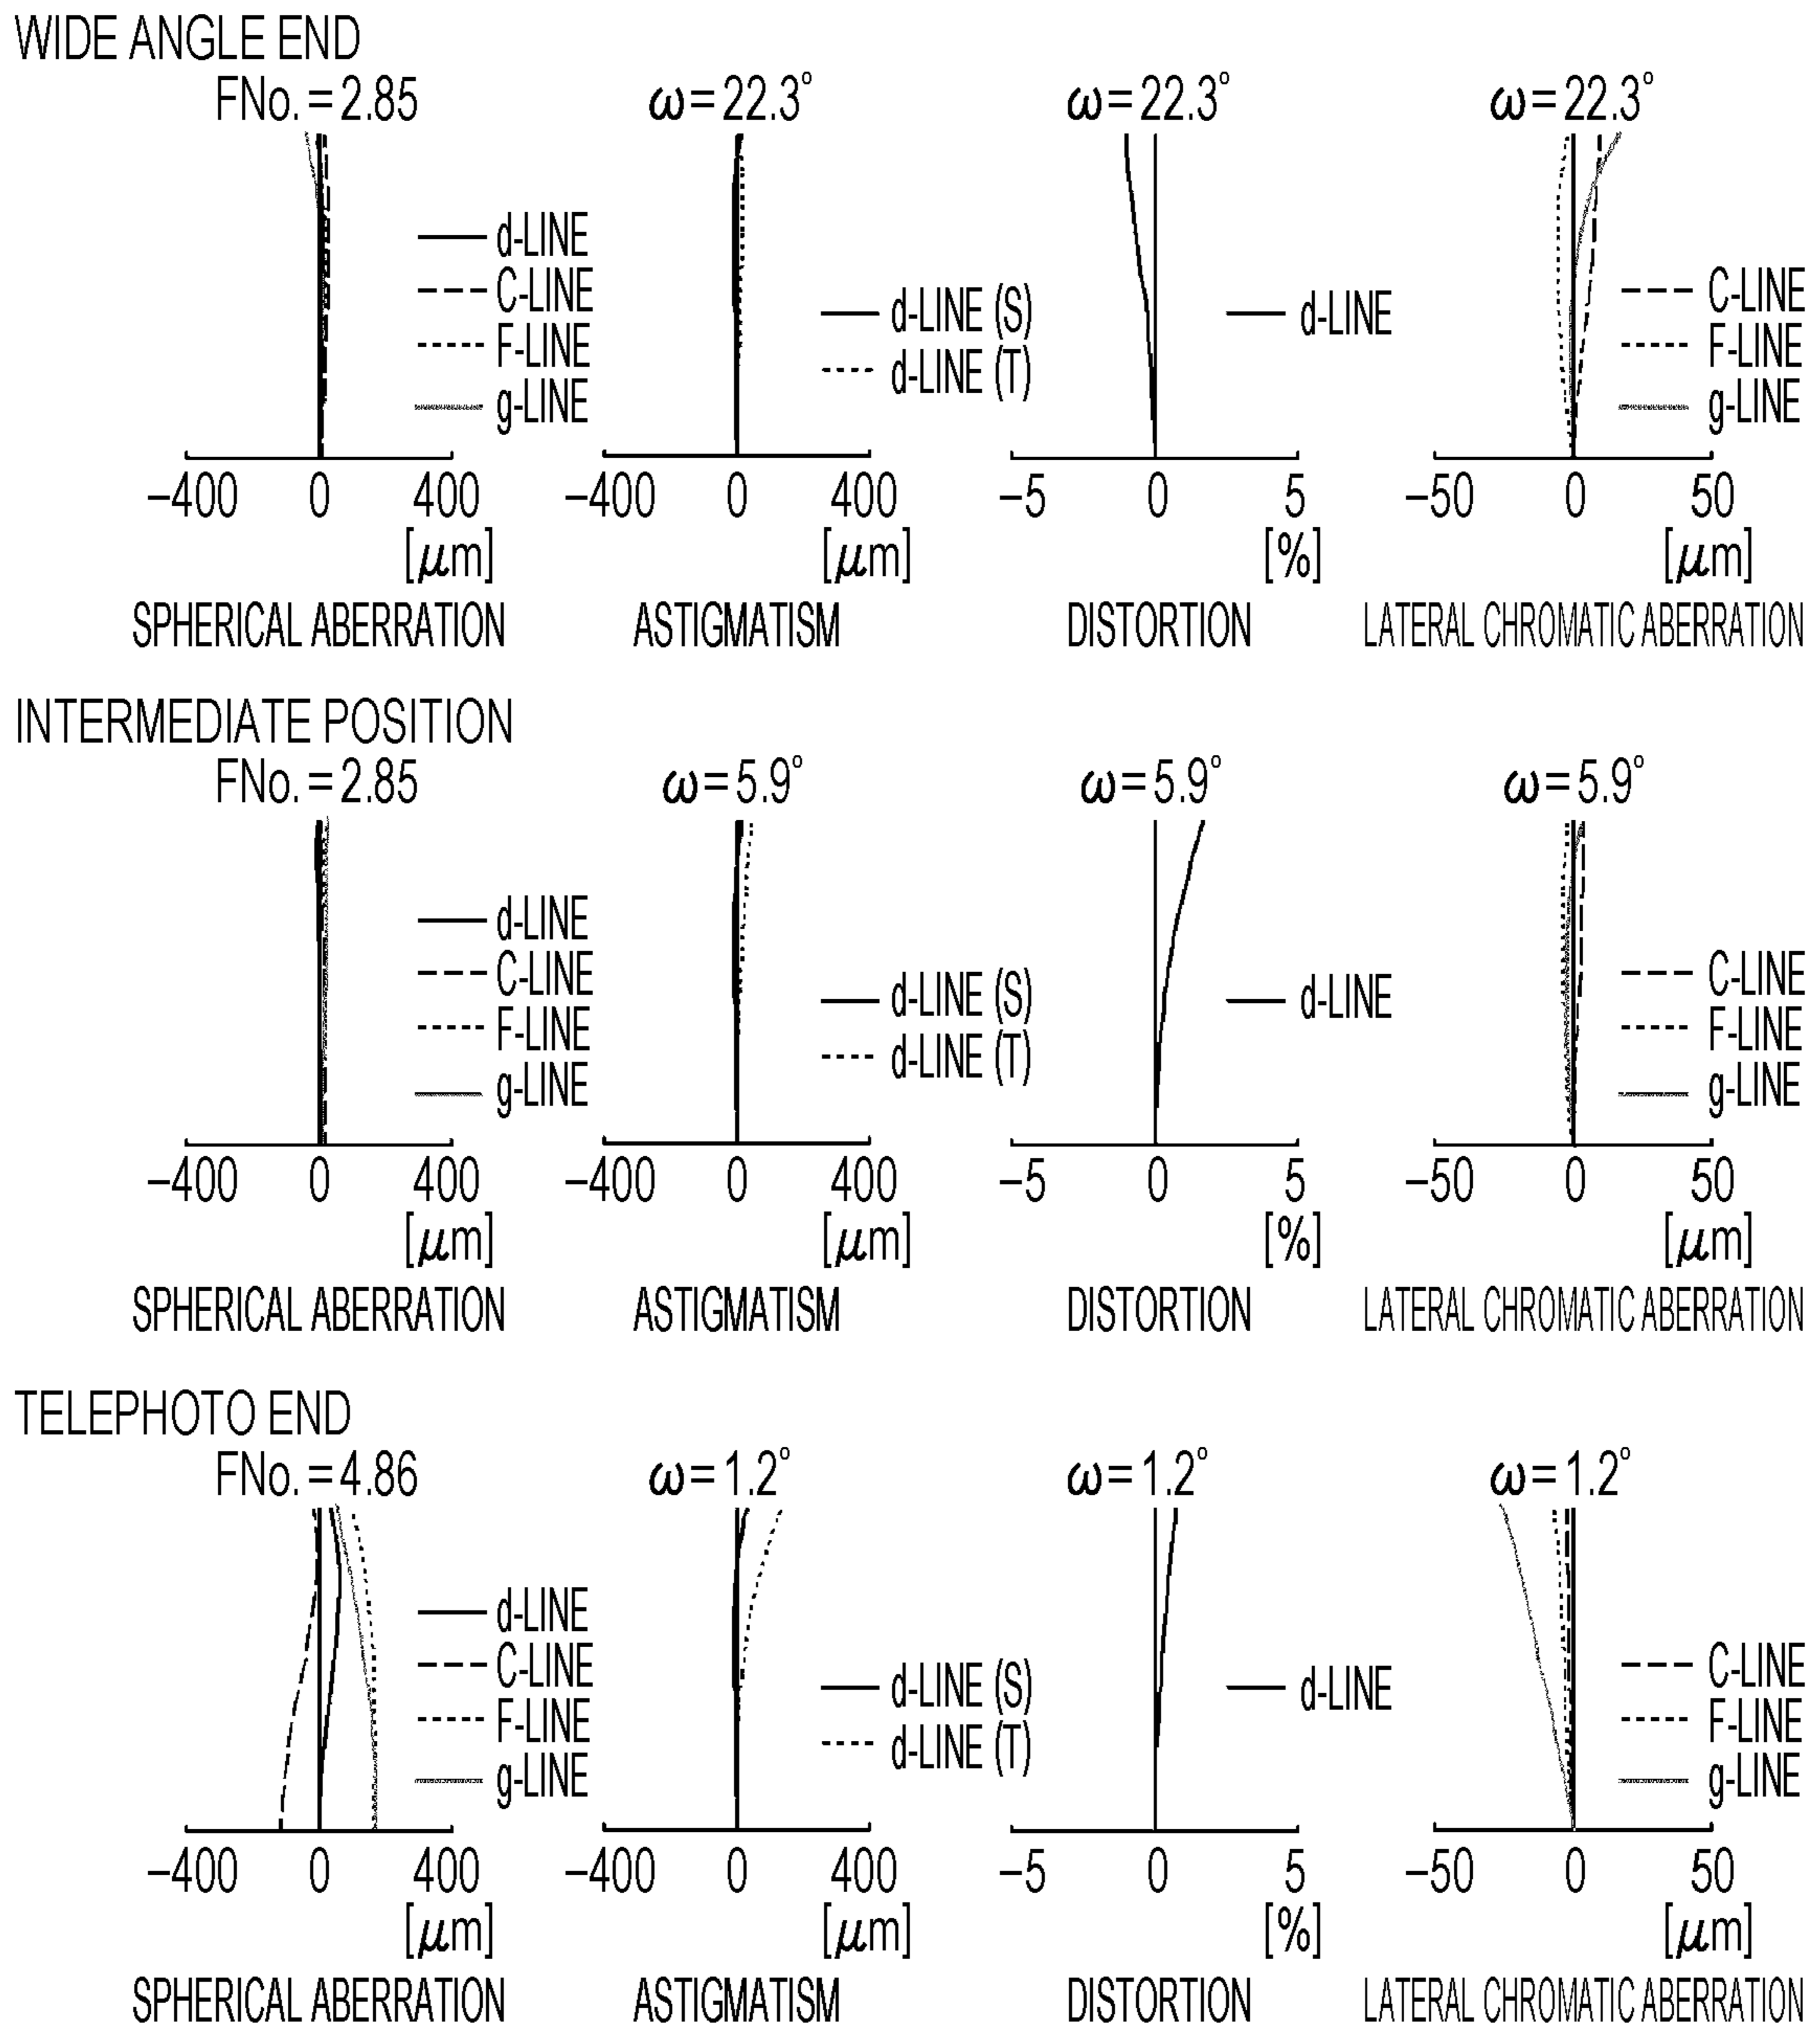 WIDE ANGLE END
FNo. = 2.85
ω = 22.3°
ω = 22.3°
ω = 22.3°
d-LINE
C-LINE
F-LINE
g-LINE
d-LINE (S)
d-LINE (T)
d-LINE
C-LINE
F-LINE
g-LINE
–400 0 400
–400 0 400
–5 0 5
–50 0 50
[μm]
[μm]
[%]
[μm]
SPHERICAL ABERRATION
ASTIGMATISM
DISTORTION
LATERAL CHROMATIC ABERRATION
INTERMEDIATE POSITION
FNo. = 2.85
ω = 5.9°
ω = 5.9°
ω = 5.9°
d-LINE
C-LINE
F-LINE
g-LINE
d-LINE (S)
d-LINE (T)
d-LINE
C-LINE
F-LINE
g-LINE
–400 0 400
–400 0 400
–5 0 5
–50 0 50
[μm]
[μm]
[%]
[μm]
SPHERICAL ABERRATION
ASTIGMATISM
DISTORTION
LATERAL CHROMATIC ABERRATION
TELEPHOTO END
FNo. = 4.86
ω = 1.2°
ω = 1.2°
ω = 1.2°
d-LINE
C-LINE
F-LINE
g-LINE
d-LINE (S)
d-LINE (T)
d-LINE
C-LINE
F-LINE
g-LINE
–400 0 400
–400 0 400
–5 0 5
–50 0 50
[μm]
[μm]
[%]
[μm]
SPHERICAL ABERRATION
ASTIGMATISM
DISTORTION
LATERAL CHROMATIC ABERRATION